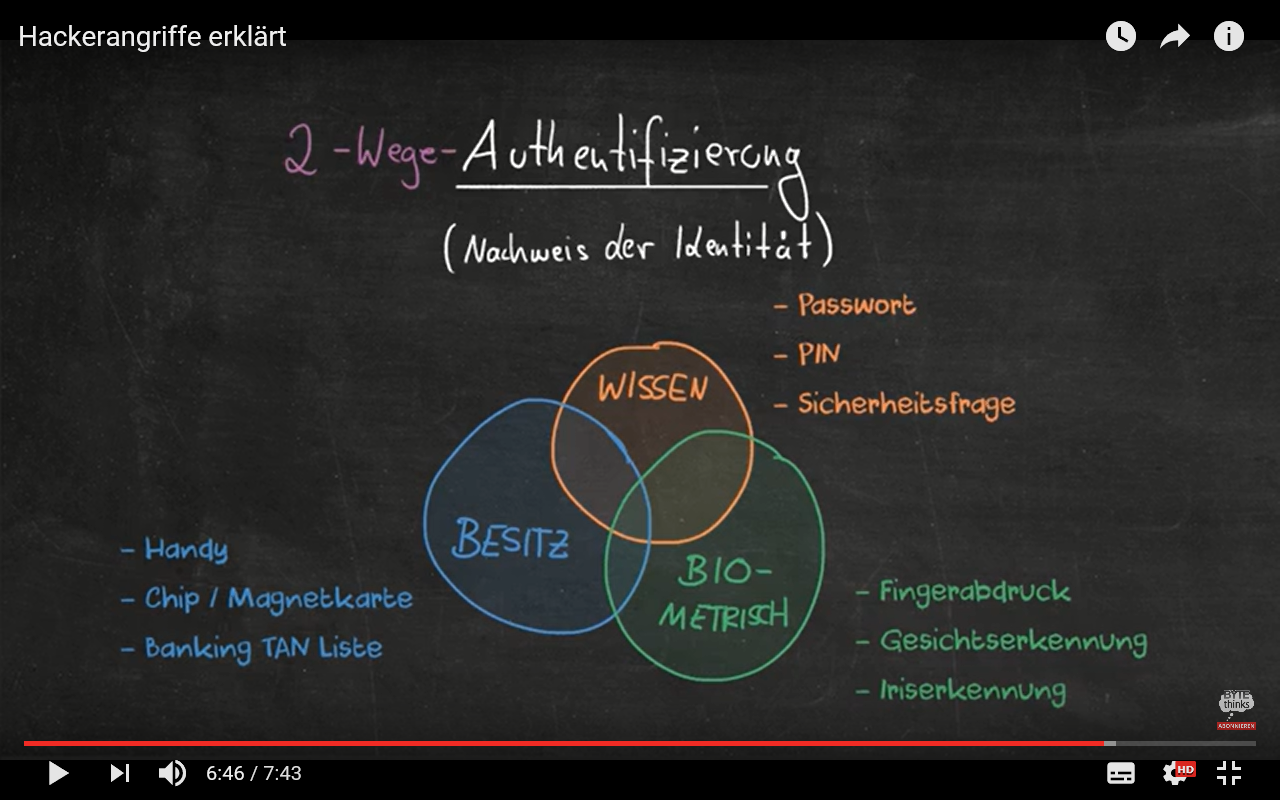 Hackerangriffe erklärt
2-Wege-Authentifizierung
(Nachweis der Identität)
- Passwort
- PIN
- Sicherheitsfrage
WISSEN
BESITZ
BIO-
METRISCH
- Handy
- Chip / Magnetkarte
- Banking TAN Liste
- Fingerabdruck
- Gesichtserkennung
- Iriserkennung
BYTE
thinks
ABONNIEREN
6:46 / 7:43
HD